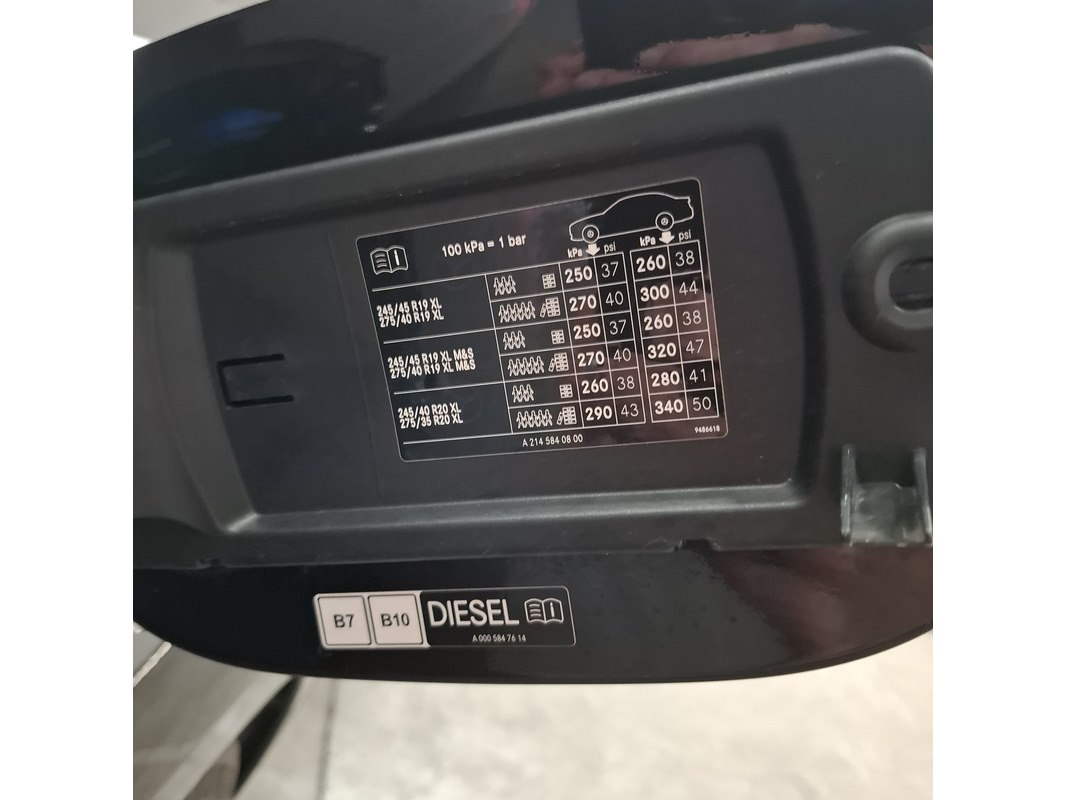 100 kPa = 1 bar
kPa psi kPa psi
245/45 R19 XL
275/40 R19 XL
250 37 260 38
270 40 300 44
245/45 R19 XL M&S
275/40 R19 XL M&S
250 37 260 38
270 40 320 47
245/40 R20 XL
275/35 R20 XL
260 38 280 41
290 43 340 50
A 214 584 08 00
9486618
B7 B10 DIESEL
A 000 584 76 14